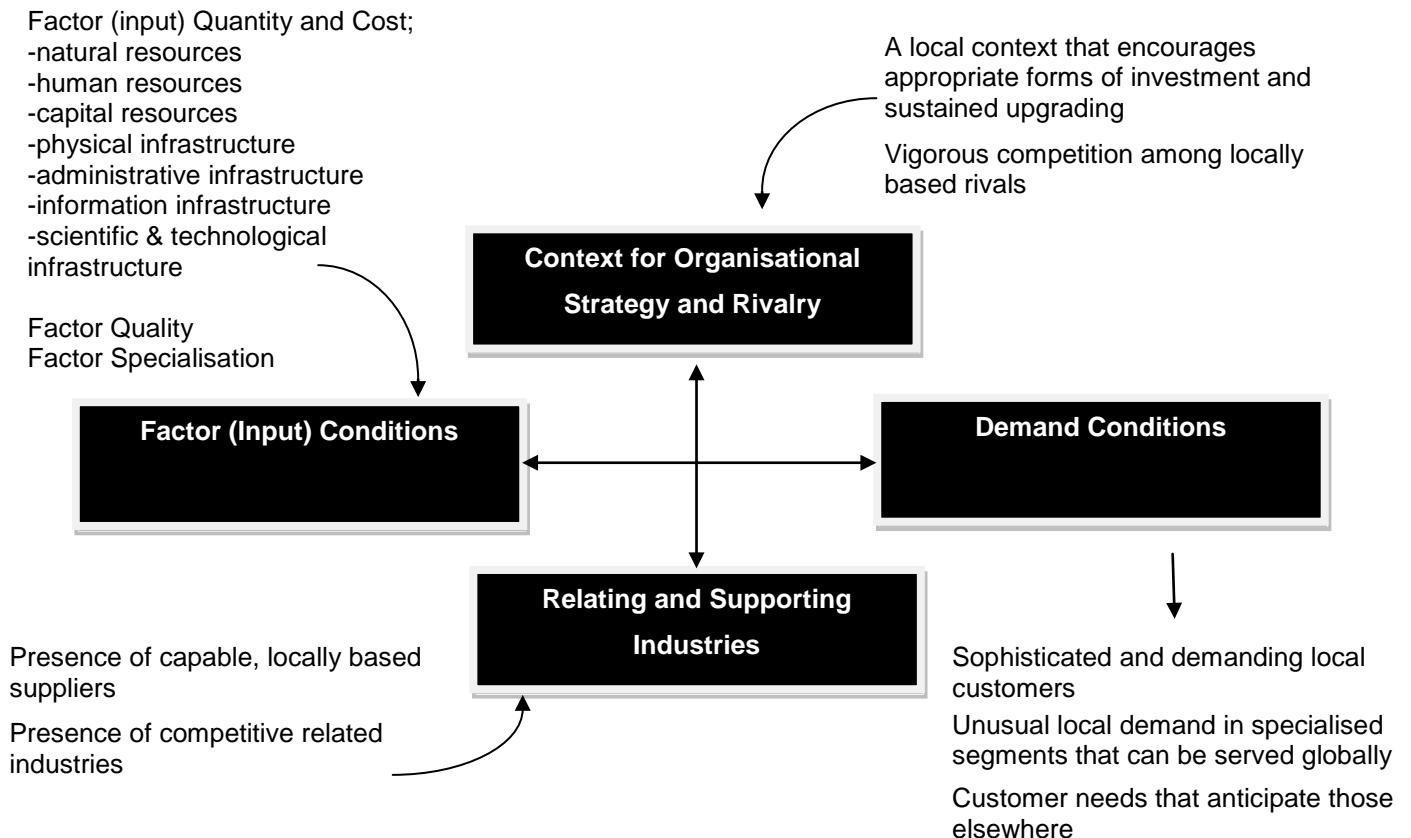 Factor (input) Quantity and Cost;
-natural resources
-human resources
-capital resources
-physical infrastructure
-administrative infrastructure
-information infrastructure
-scientific & technological
infrastructure
Factor Quality
Factor Specialisation
A local context that encourages
appropriate forms of investment and
sustained upgrading
Vigorous competition among locally
based rivals
Context for Organisational
Strategy and Rivalry
Factor (Input) Conditions
Demand Conditions
Relating and Supporting
Industries
Presence of capable, locally based
suppliers
Presence of competitive related
industries
Sophisticated and demanding local
customers
Unusual local demand in specialised
segments that can be served globally
Customer needs that anticipate those
elsewhere